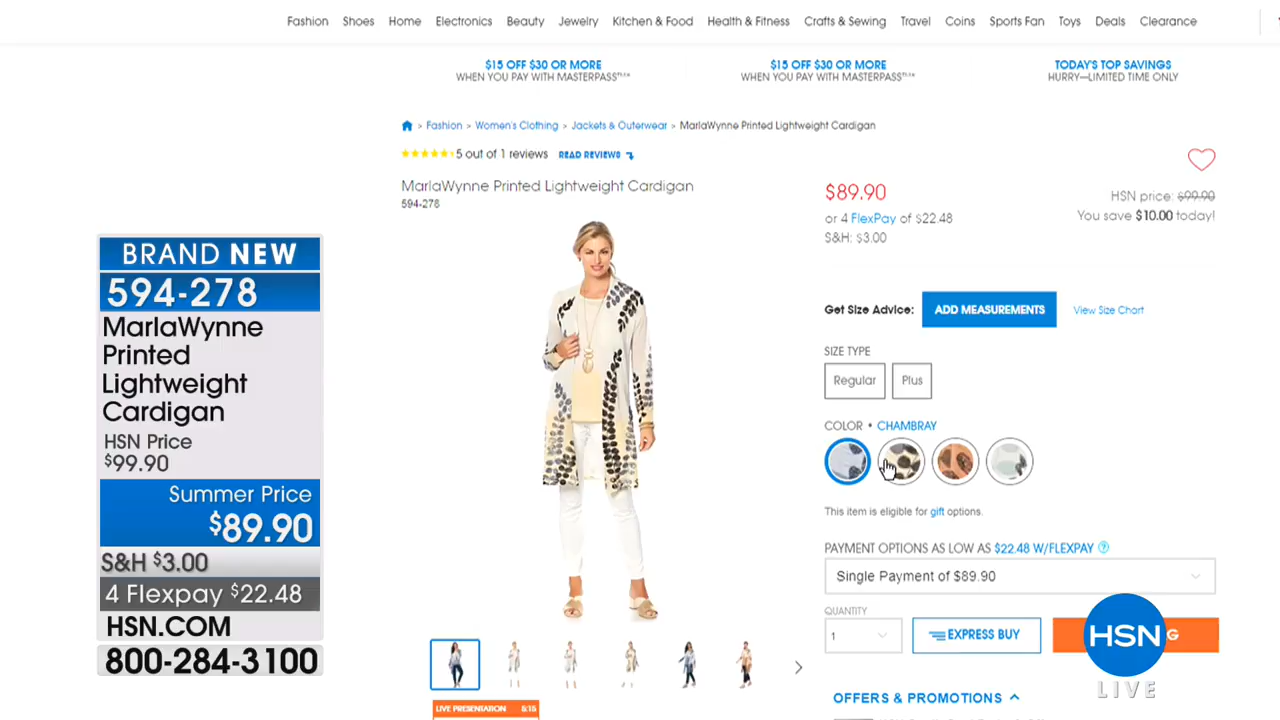 Fashion Shoes Home Electronics Beauty Jewelry Kitchen & Food Health & Fitness Crafts & Sewing Travel Coins Sports Fan Toys Deals Clearance
$15 OFF $30 OR MORE
WHEN YOU PAY WITH MASTERPASS
$15 OFF $30 OR MORE
WHEN YOU PAY WITH MASTERPASS
TODAY'S TOP SAVINGS
HURRY—LIMITED TIME ONLY
> Fashion > Women's Clothing > Jackets & Outerwear > MarlaWynne Printed Lightweight Cardigan
5 out of 1 reviews READ REVIEWS
MarlaWynne Printed Lightweight Cardigan
594-278
$89.90
or 4 FlexPay of $22.48
S&H: $3.00
HSN price: $99.90
You save $10.00 today!
BRAND NEW
594-278
MarlaWynne
Printed
Lightweight
Cardigan
HSN Price
$99.90
Summer Price
$89.90
S&H $3.00
4 Flexpay $22.48
HSN.COM
800-284-3100
Get Size Advice: ADD MEASUREMENTS View Size Chart
SIZE TYPE
Regular Plus
COLOR • CHAMBRAY
This item is eligible for gift options.
PAYMENT OPTIONS AS LOW AS $22.48 W/FLEXPAY ?
Single Payment of $89.90
QUANTITY
1
EXPRESS BUY
G
HSN
LIVE
OFFERS & PROMOTIONS
LIVE PRESENTATION 5:15